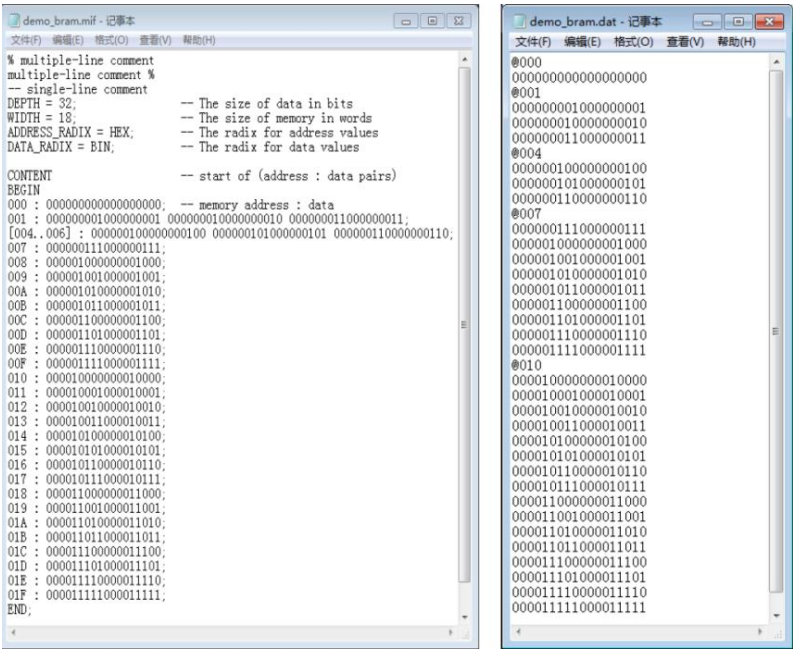 demo_bram.mif - 记事本
文件(F) 编辑(E) 格式(O) 查看(V) 帮助(H)
% multiple-line comment
multiple-line comment %
-- single-line comment
DEPTH = 32; -- The size of data in bits
WIDTH = 18; -- The size of memory in words
ADDRESS_RADIX = HEX; -- The radix for address values
DATA_RADIX = BIN; -- The radix for data values
CONTENT -- start of (address : data pairs)
BEGIN
000 : 000000000000000000; -- memory address : data
001 : 000000001000000001 000000010000000010 000000011000000011;
[004..006] : 000000100000000100 000000101000000101 000000110000000110;
007 : 000000111000000111;
008 : 000001000000001000;
009 : 000001001000001001;
00A : 000001010000001010;
00B : 000001011000001011;
00C : 000001100000001100;
00D : 000001101000001101;
00E : 000001110000001110;
00F : 000001111000001111;
010 : 000010000000010000;
011 : 000010001000010001;
012 : 000010010000010010;
013 : 000010011000010011;
014 : 000010100000010100;
015 : 000010101000010101;
016 : 000010110000010110;
017 : 000010111000010111;
018 : 000011000000011000;
019 : 000011001000011001;
01A : 000011010000011010;
01B : 000011011000011011;
01C : 000011100000011100;
01D : 000011101000011101;
01E : 000011110000011110;
01F : 000011111000011111;
END;
demo_bram.dat - 记事本
文件(F) 编辑(E) 格式(O) 查看(V) 帮助(H)
@000
000000000000000000
@001
000000001000000001
000000010000000010
000000011000000011
@004
000000100000000100
000000101000000101
000000110000000110
@007
000000111000000111
000001000000001000
000001001000001001
000001010000001010
000001011000001011
000001100000001100
000001101000001101
000001110000001110
000001111000001111
@010
000010000000010000
000010001000010001
000010010000010010
000010011000010011
000010100000010100
000010101000010101
000010110000010110
000010111000010111
000011000000011000
000011001000011001
000011010000011010
000011011000011011
000011100000011100
000011101000011101
000011110000011110
000011111000011111